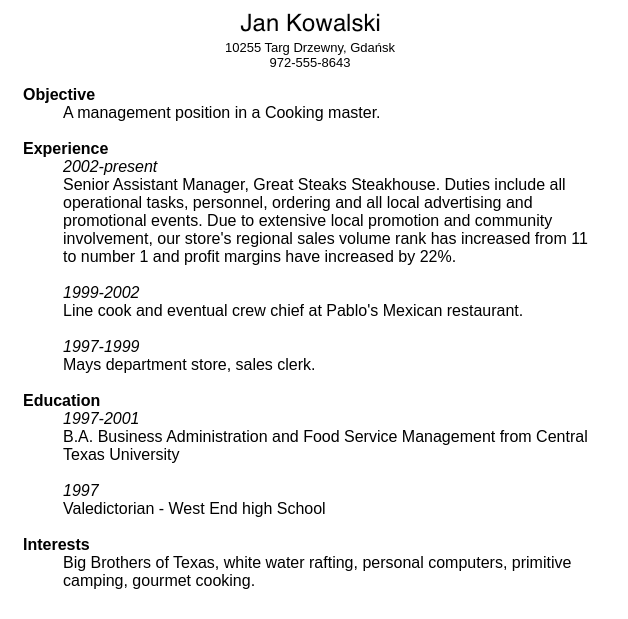 Jan Kowalski
10255 Targ Drzewny, Gdańsk
972-555-8643
Objective
A management position in a Cooking master.
Experience
2002-present
Senior Assistant Manager, Great Steaks Steakhouse. Duties include all
operational tasks, personnel, ordering and all local advertising and
promotional events. Due to extensive local promotion and community
involvement, our store's regional sales volume rank has increased from 11
to number 1 and profit margins have increased by 22%.
1999-2002
Line cook and eventual crew chief at Pablo's Mexican restaurant.
1997-1999
Mays department store, sales clerk.
Education
1997-2001
B.A. Business Administration and Food Service Management from Central
Texas University
1997
Valedictorian - West End high School
Interests
Big Brothers of Texas, white water rafting, personal computers, primitive
camping, gourmet cooking.